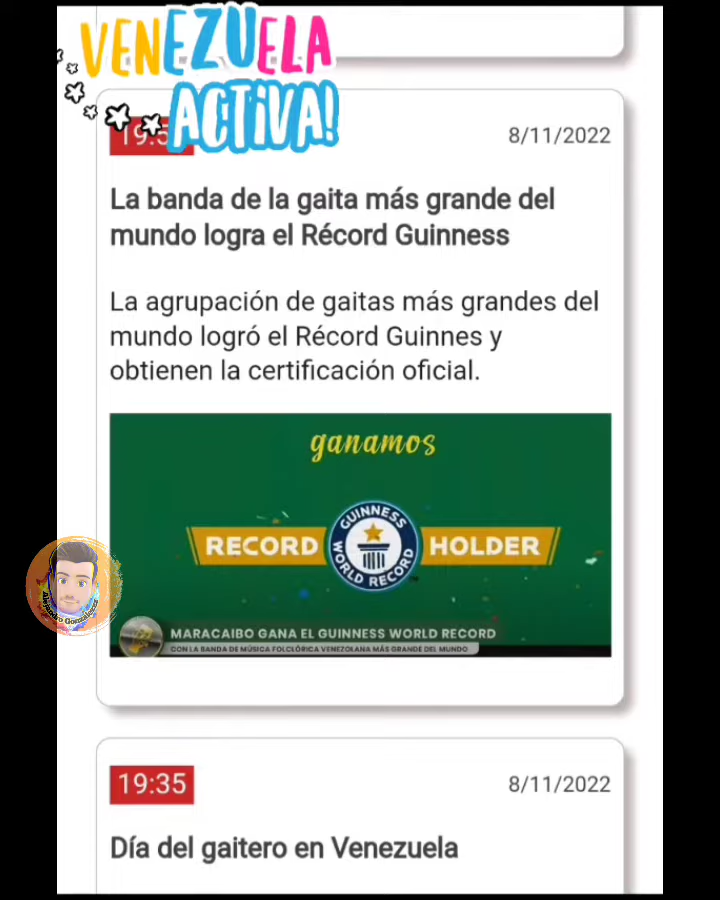 VENEZUELA
ACTIVA!
8/11/2022
La banda de la gaita más grande del
mundo logra el Récord Guinness
La agrupación de gaitas más grandes del
mundo logró el Récord Guinnes y
obtienen la certificación oficial.
ganamos
RECORD
GUINNESS
WORLD RECORD
HOLDER
MARACAIBO GANA EL GUINNESS WORLD RECORD
CON LA BANDA DE MÚSICA FOLCLÓRICA VENEZOLANA MÁS GRANDE DEL MUNDO
19:35
8/11/2022
Día del gaitero en Venezuela